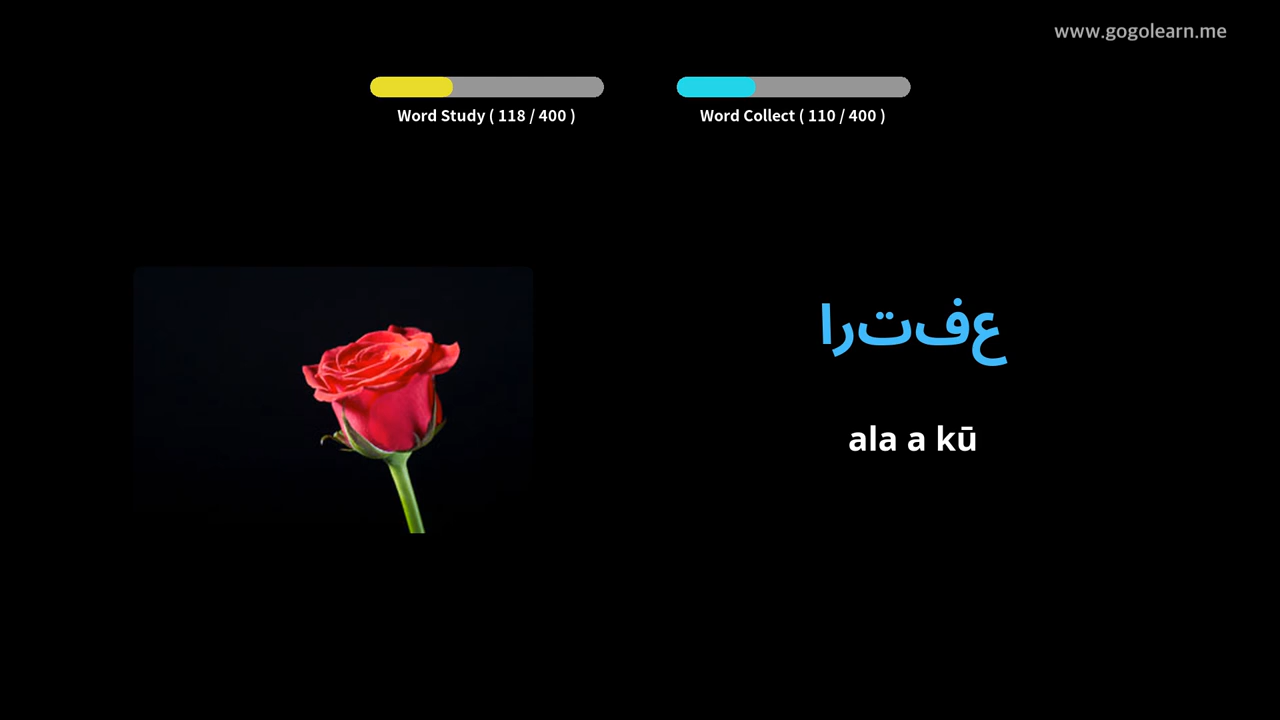 www.gogolearn.me
Word Study ( 118 / 400 )
Word Collect ( 110 / 400 )
ارتفع
ala a kū